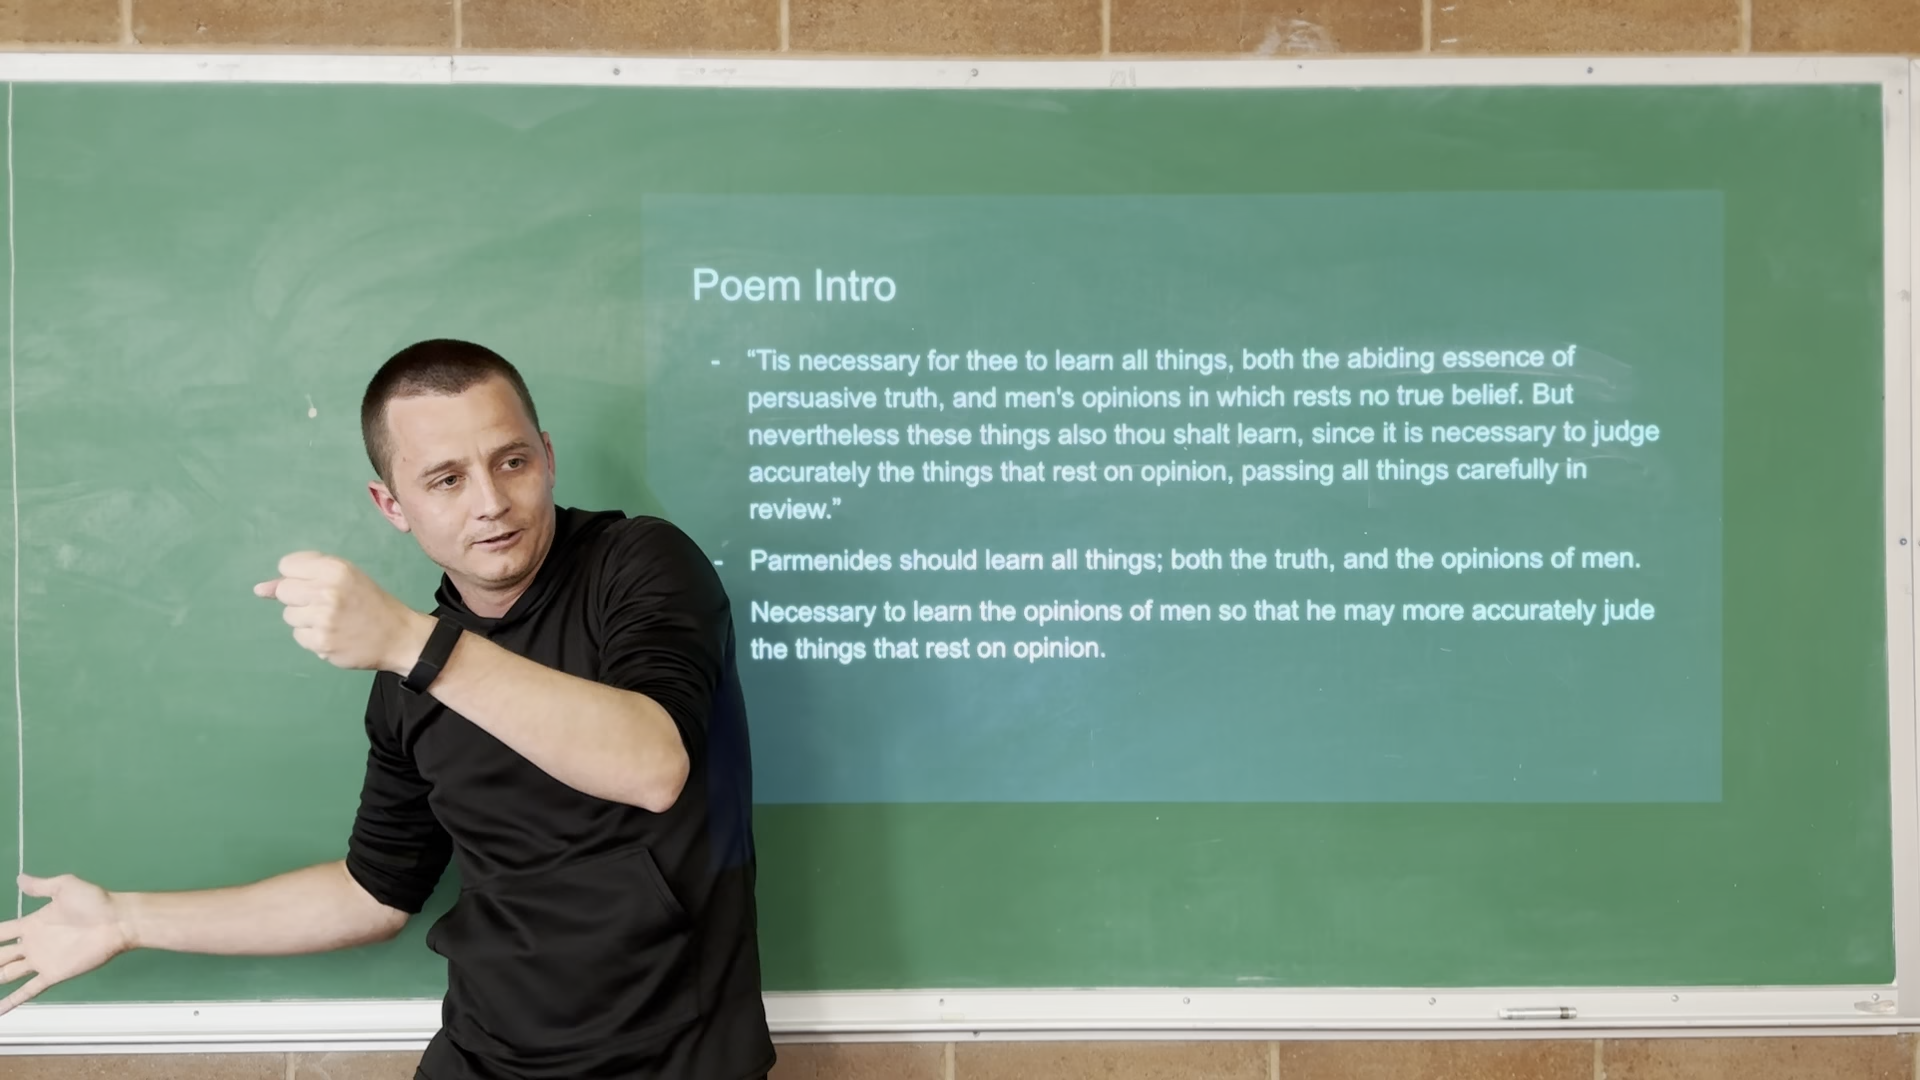 Poem Intro
- “Tis necessary for thee to learn all things, both the abiding essence of
persuasive truth, and men's opinions in which rests no true belief. But
nevertheless these things also thou shalt learn, since it is necessary to judge
accurately the things that rest on opinion, passing all things carefully in
review.”
- Parmenides should learn all things; both the truth, and the opinions of men.
Necessary to learn the opinions of men so that he may more accurately jude
the things that rest on opinion.